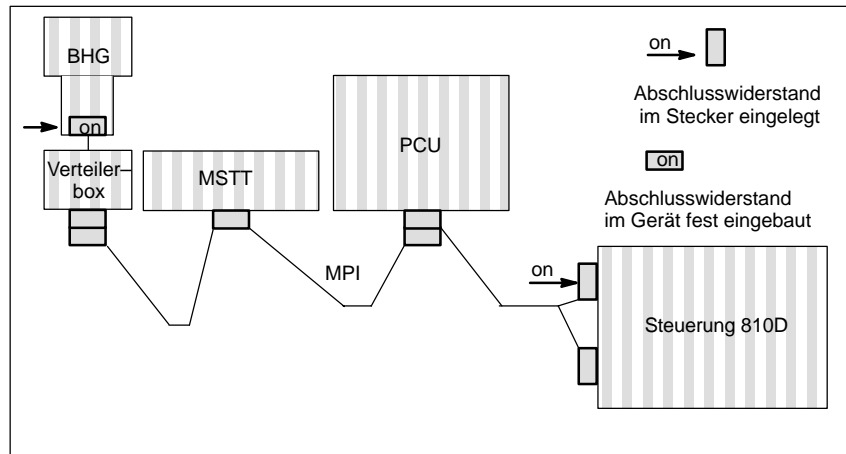 BHG
on
Verteiler–
box
MSTT
PCU
MPI
on
Steuerung 810D
on
Abschlusswiderstand
im Stecker eingelegt
on
Abschlusswiderstand
im Gerät fest eingebaut